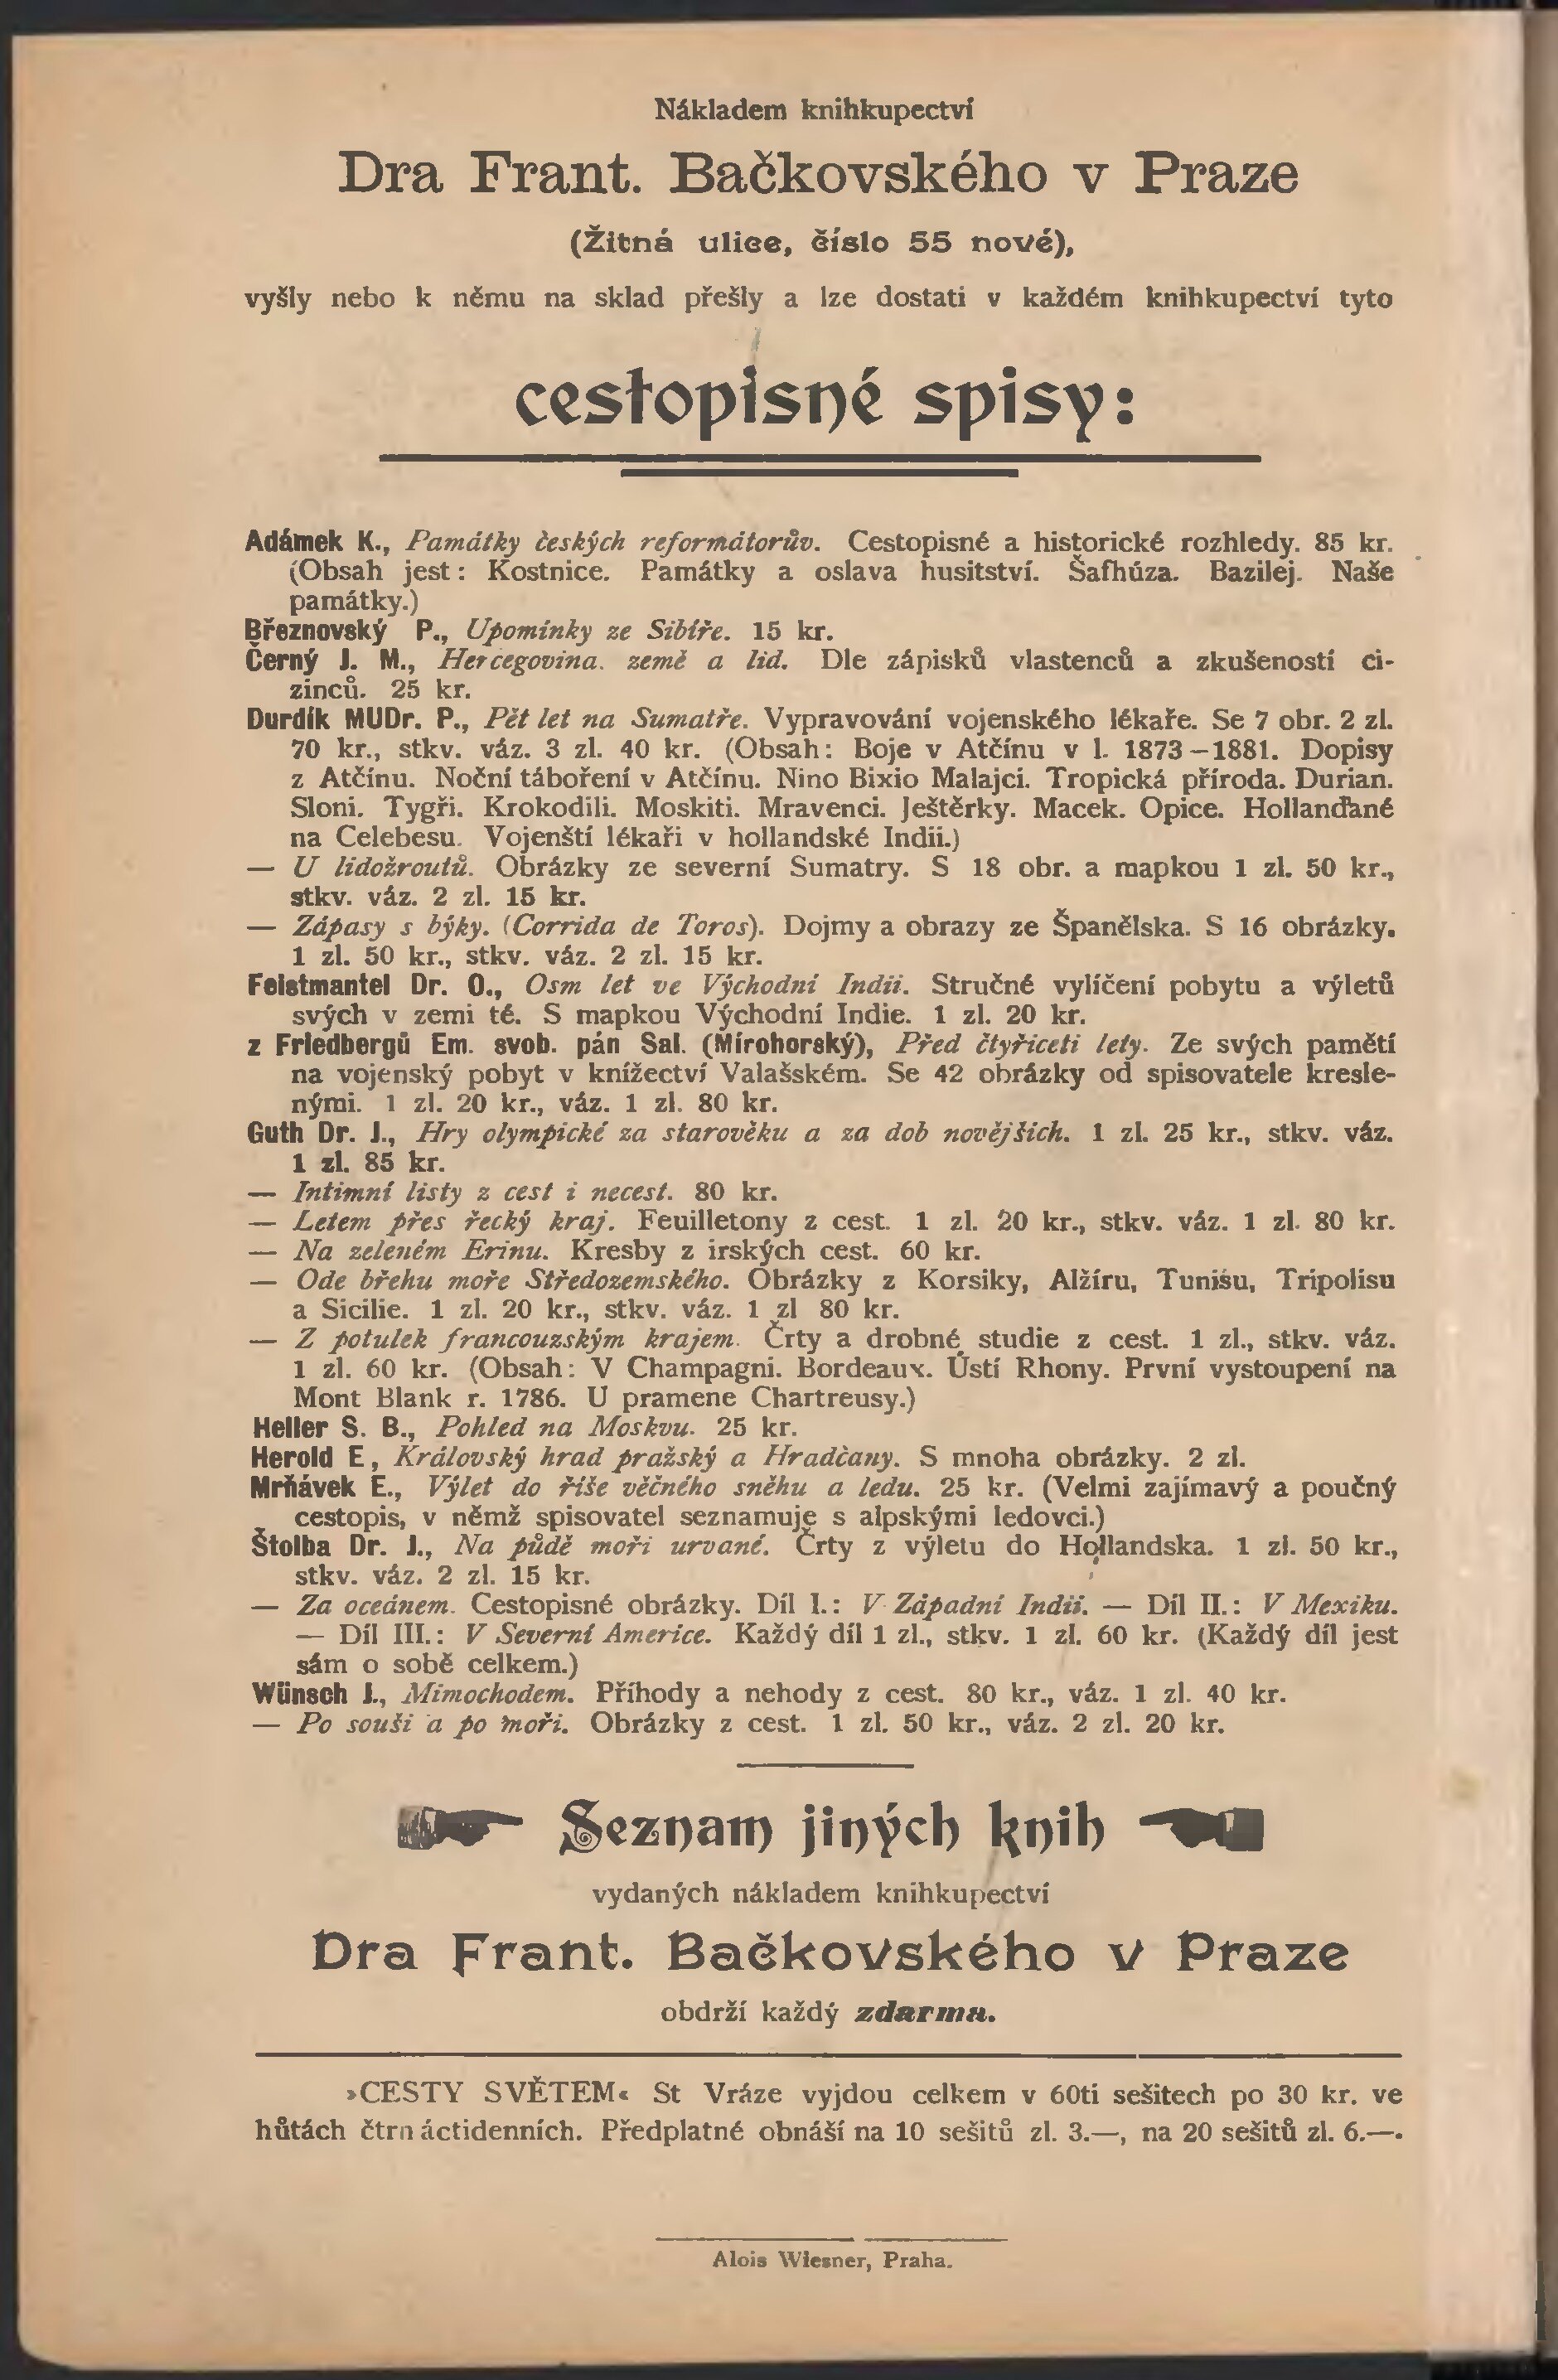 Nákladem knihkupectví
Dra Frant. Bačkovského v Praze
(Žitná ulice, číslo 55 nové),
vyšly nebo k němu na sklad přešly a lze dostati v každém knihkupectví tyto
cestopisné spisy:
Adámek K., Památky českých reformátorův. Cestopisné a historické rozhledy. 85 kr.
(Obsah jest: Kostnice. Památky a oslava husitství. Šafhúza. Bazilej. Naše
památky.)
Březnovský P., Upomínky ze Sibíře. 15 kr.
Černý J. M., Hercegovina. země a lid. Dle zápisků vlastenců a zkušeností ci-
zinců. 25 kr.
Durdík MUDr. P., Pět let na Sumatře. Vypravování vojenského lékaře. Se 7 obr. 2 zl.
70 kr., stkv. váz. 3 zl. 40 kr. (Obsah: Boje v Atčínu v l. 1873–1881. Dopisy
z Atčínu. Noční táboření v Atčínu. Nino Bixio Malajci. Tropická příroda. Durian.
Sloni. Tygři. Krokodili. Moskiti. Mravenci. Ještěrky. Macek. Opice. Hollanďané
na Celebesu. Vojenští lékaři v hollandské Indii.)
— U lidožroutů. Obrázky ze severní Sumatry. S 18 obr. a mapkou 1 zl. 50 kr.,
stkv. váz. 2 zl. 15 kr.
— Zápasy s býky. (Corrida de Toros). Dojmy a obrazy ze Španělska. S 16 obrázky.
1 zl. 50 kr., stkv. váz. 2 zl. 15 kr.
Feistmantel Dr. O., Osm let ve Východní Indii. Stručné vylíčení pobytu a výletů
svých v zemi té. S mapkou Východní Indie. 1 zl. 20 kr.
z Friedbergů Em. svob. pán Sal. (Mírohorský), Před čtyřiceti lety. Ze svých pamětí
na vojenský pobyt v knížectví Valašském. Se 42 obrázky od spisovatele kresle-
nými. 1 zl. 20 kr., váz. 1 zl. 80 kr.
Guth Dr. J., Hry olympické za starověku a za dob novějších. 1 zl. 25 kr., stkv. váz.
1 zl. 85 kr.
— Intimní listy z cest i necest. 80 kr.
— Letem přes řecký kraj. Feuilletony z cest. 1 zl. 20 kr., stkv. váz. 1 zl. 80 kr.
— Na zeleném Erinu. Kresby z irských cest. 60 kr.
— Ode břehu moře Středozemského. Obrázky z Korsiky, Alžíru, Tunisu, Tripolisu
a Sicilie. 1 zl. 20 kr., stkv. váz. 1 zl 80 kr.
— Z potulek francouzským krajem. Črty a drobné studie z cest. 1 zl., stkv. váz.
1 zl. 60 kr. (Obsah: V Champagni. Bordeaux. Ústí Rhony. První vystoupení na
Mont Blank r. 1786. U pramene Chartreusy.)
Heller S. B., Pohled na Moskvu. 25 kr.
Herold E, Královský hrad pražský a Hradčany. S mnoha obrázky. 2 zl.
Mrňávek E., Výlet do říše věčného sněhu a ledu. 25 kr. (Velmi zajímavý a poučný
cestopis, v němž spisovatel seznamuje s alpskými ledovci.)
Štolba Dr. J., Na půdě moři urvané. Črty z výletu do Hollandska. 1 zl. 50 kr.,
stkv. váz. 2 zl. 15 kr.
— Za oceánem. Cestopisné obrázky. Díl I.: V Západní Indii. — Díl II.: V Mexiku.
— Díl III.: V Severní Americe. Každý díl 1 zl., stkv. 1 zl. 60 kr. (Každý díl jest
sám o sobě celkem.)
Wünsch J., Mimochodem. Příhody a nehody z cest. 80 kr., váz. 1 zl. 40 kr.
— Po souši a po moři. Obrázky z cest. 1 zl. 50 kr., váz. 2 zl. 20 kr.
Seznam jiných knih
vydaných nákladem knihkupectví
Dra Frant. Bačkovského v Praze
obdrží každý zdarma.
»CESTY SVĚTEM« St Vráze vyjdou celkem v 60ti sešitech po 30 kr. ve
hůtách čtrnáctidenních. Předplatné obnáší na 10 sešitů zl. 3.—, na 20 sešitů zl. 6.—.
Alois Wiesner, Praha.